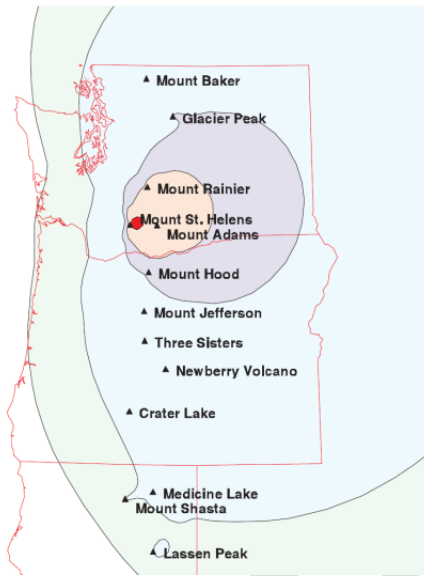 Mount Baker
Glacier Peak
Mount Rainier
Mount St. Helens
Mount Adams
Mount Hood
Mount Jefferson
Three Sisters
Newberry Volcano
Crater Lake
Medicine Lake
Mount Shasta
Lassen Peak